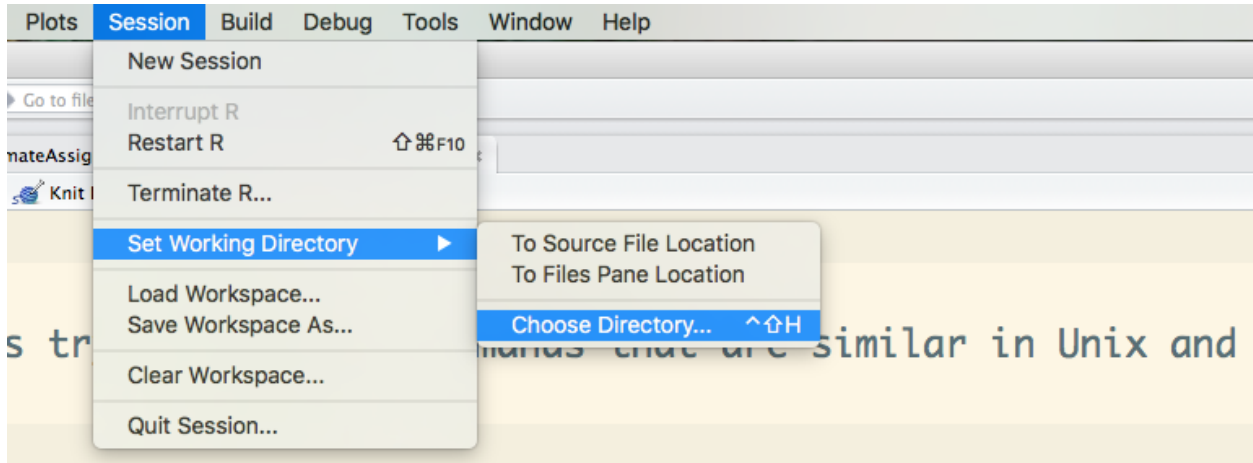 Plots Session Build Debug Tools Window Help
New Session
Go to file
Interrupt R
Restart R ⇧⌘F10
mateAssig
Knit
Terminate R...
Set Working Directory ▶
To Source File Location
To Files Pane Location
Load Workspace...
Save Workspace As...
Choose Directory... ^⇧H
s tr that are similar in Unix and
Clear Workspace...
Quit Session...